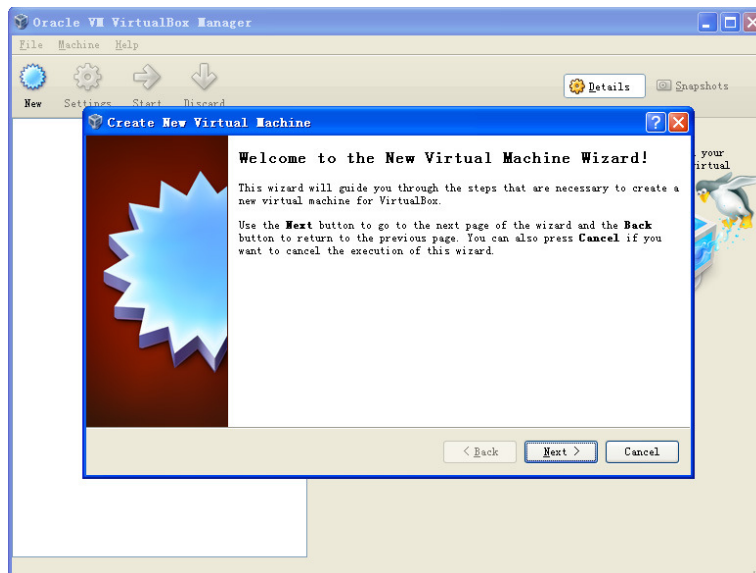 Oracle VM VirtualBox Manager
File Machine Help
New Settings Start Discard
Details Snapshots
Create New Virtual Machine
Welcome to the New Virtual Machine Wizard!
your
irtual
This wizard will guide you through the steps that are necessary to create a
new virtual machine for VirtualBox.
Use the Next button to go to the next page of the wizard and the Back
button to return to the previous page. You can also press Cancel if you
want to cancel the execution of this wizard.
< Back Next > Cancel